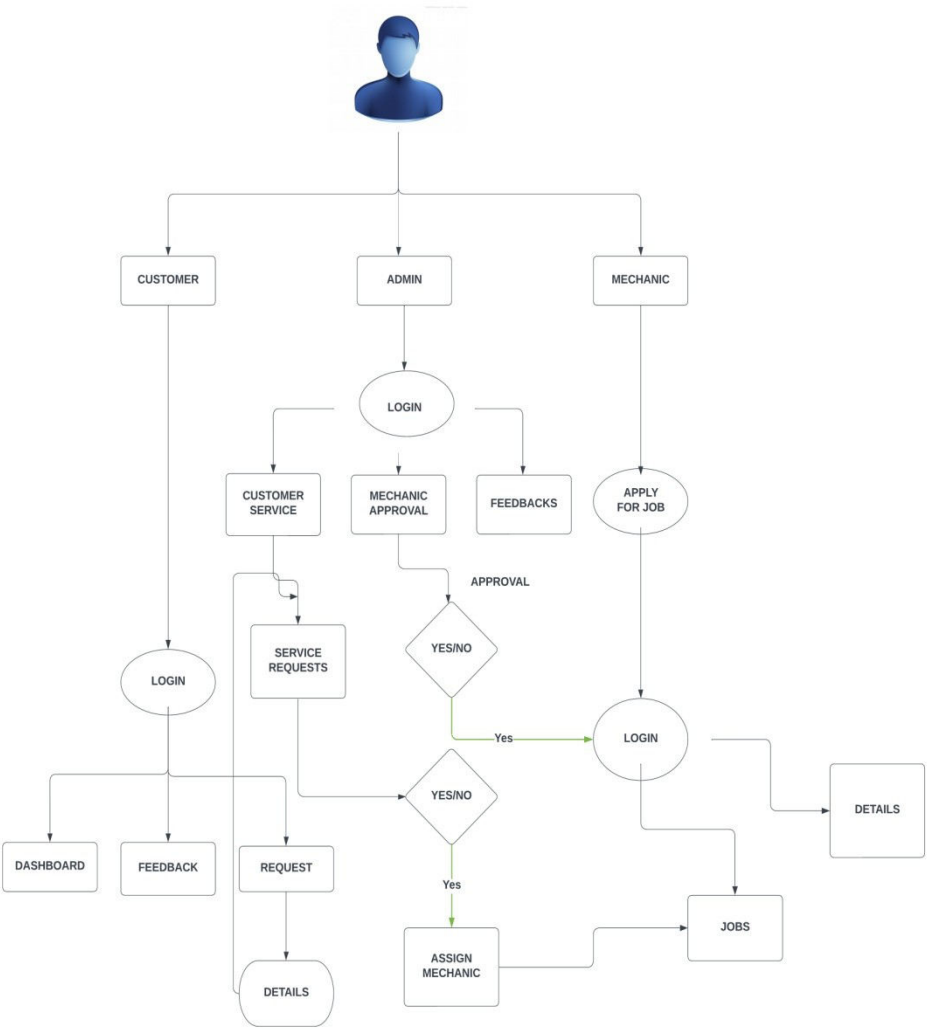 CUSTOMER
ADMIN
MECHANIC
LOGIN
CUSTOMER
SERVICE
MECHANIC
APPROVAL
FEEDBACKS
APPLY
FOR JOB
APPROVAL
YES/NO
SERVICE
REQUESTS
LOGIN
Yes
LOGIN
YES/NO
DETAILS
DASHBOARD
FEEDBACK
REQUEST
Yes
JOBS
ASSIGN
MECHANIC
DETAILS